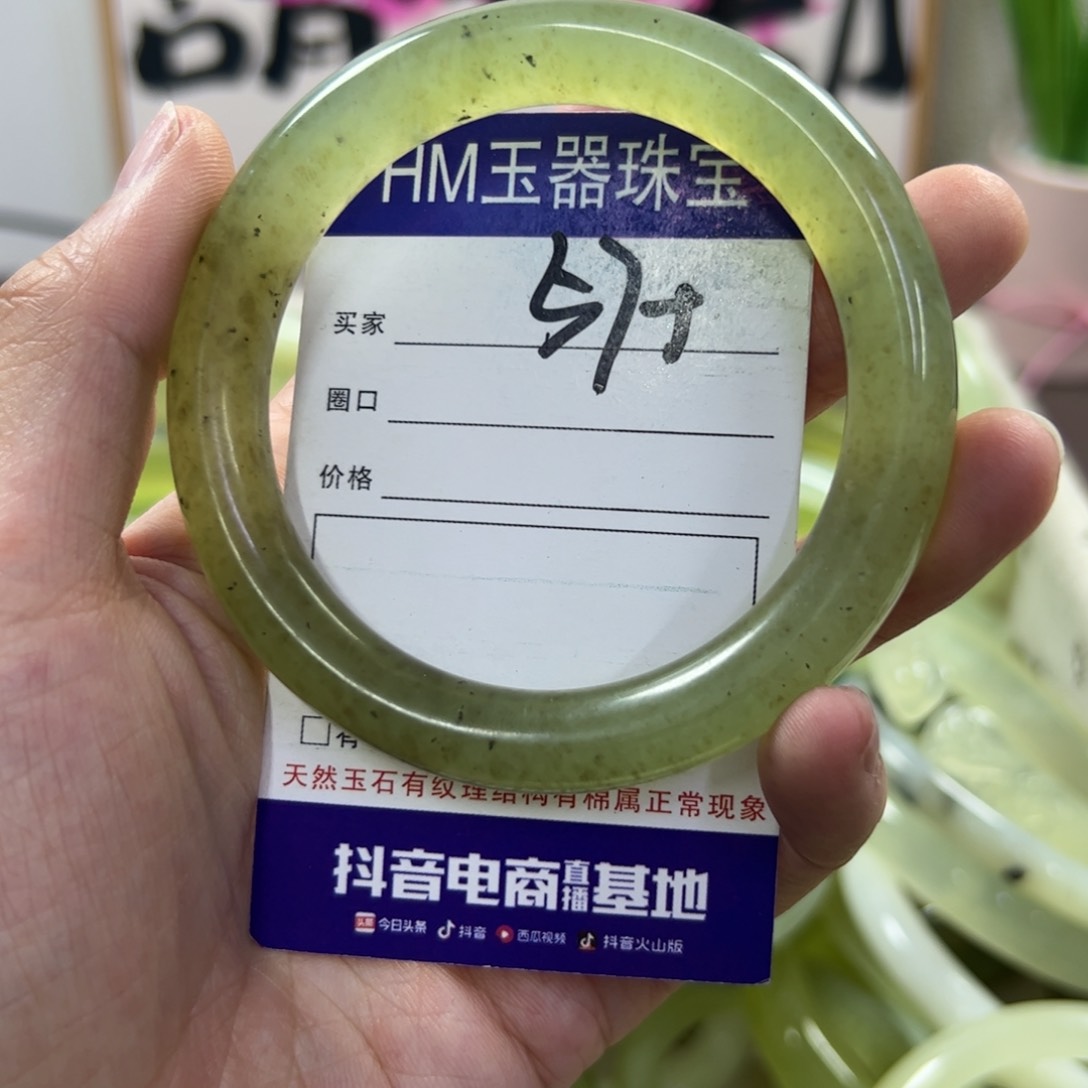 HM玉器珠宝
买家
圈口
价格
□有
天然玉石有纹理结构有棉属正常现象
抖音电商直播基地
今日头条 抖音 西瓜视频 抖音火山版